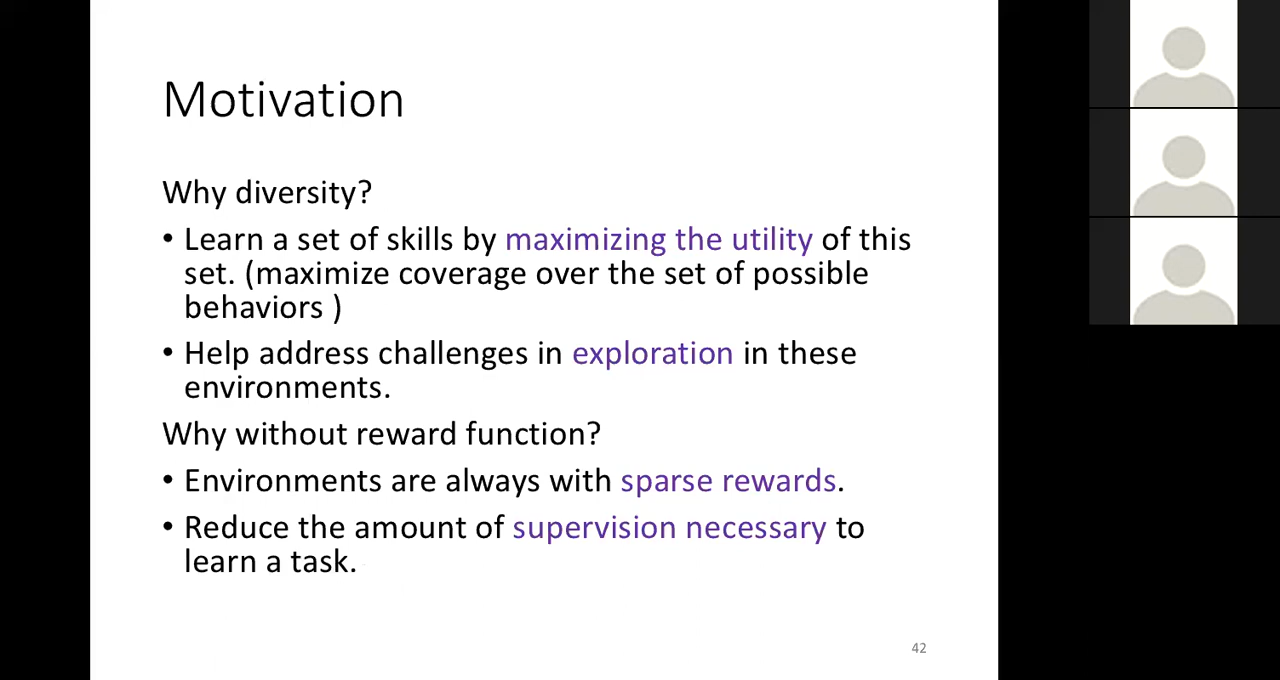 Motivation
Why diversity?
• Learn a set of skills by maximizing the utility of this
set. (maximize coverage over the set of possible
behaviors )
• Help address challenges in exploration in these
environments.
Why without reward function?
• Environments are always with sparse rewards.
• Reduce the amount of supervision necessary to
learn a task.
42